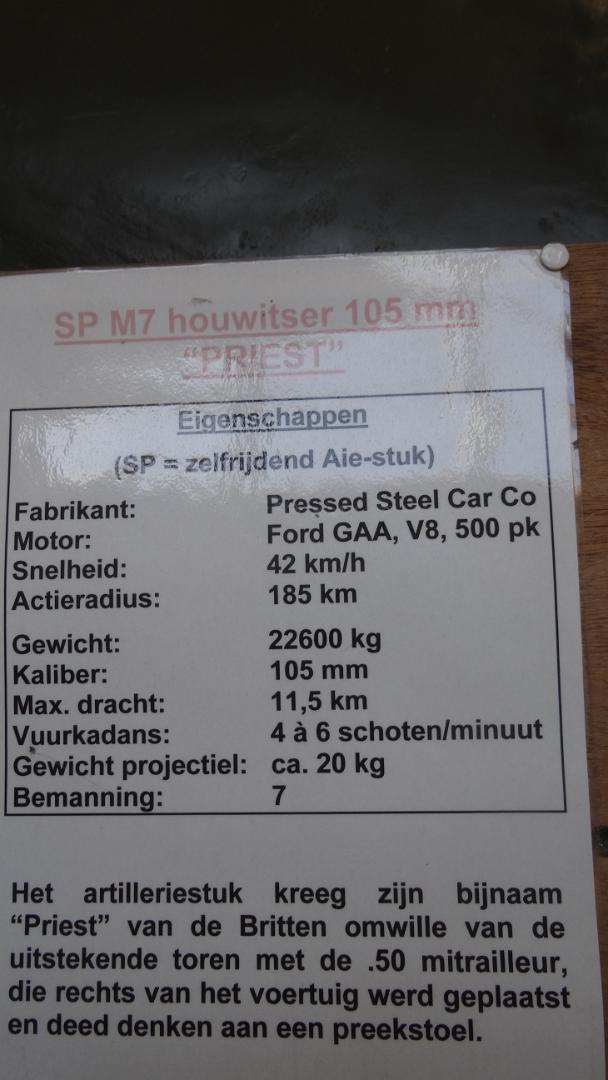 SP M7 houwitser 105 mm
“PRIEST”
Eigenschappen
(SP = zelfrijdend Aie-stuk)
Fabrikant: Pressed Steel Car Co
Motor: Ford GAA, V8, 500 pk
Snelheid: 42 km/h
Actieradius: 185 km
Gewicht: 22600 kg
Kaliber: 105 mm
Max. dracht: 11,5 km
Vuurkadans: 4 à 6 schoten/minuut
Gewicht projectiel: ca. 20 kg
Bemanning: 7
Het artilleriestuk kreeg zijn bijnaam
“Priest” van de Britten omwille van de
uitstekende toren met de .50 mitrailleur,
die rechts van het voertuig werd geplaatst
en deed denken aan een preekstoel.